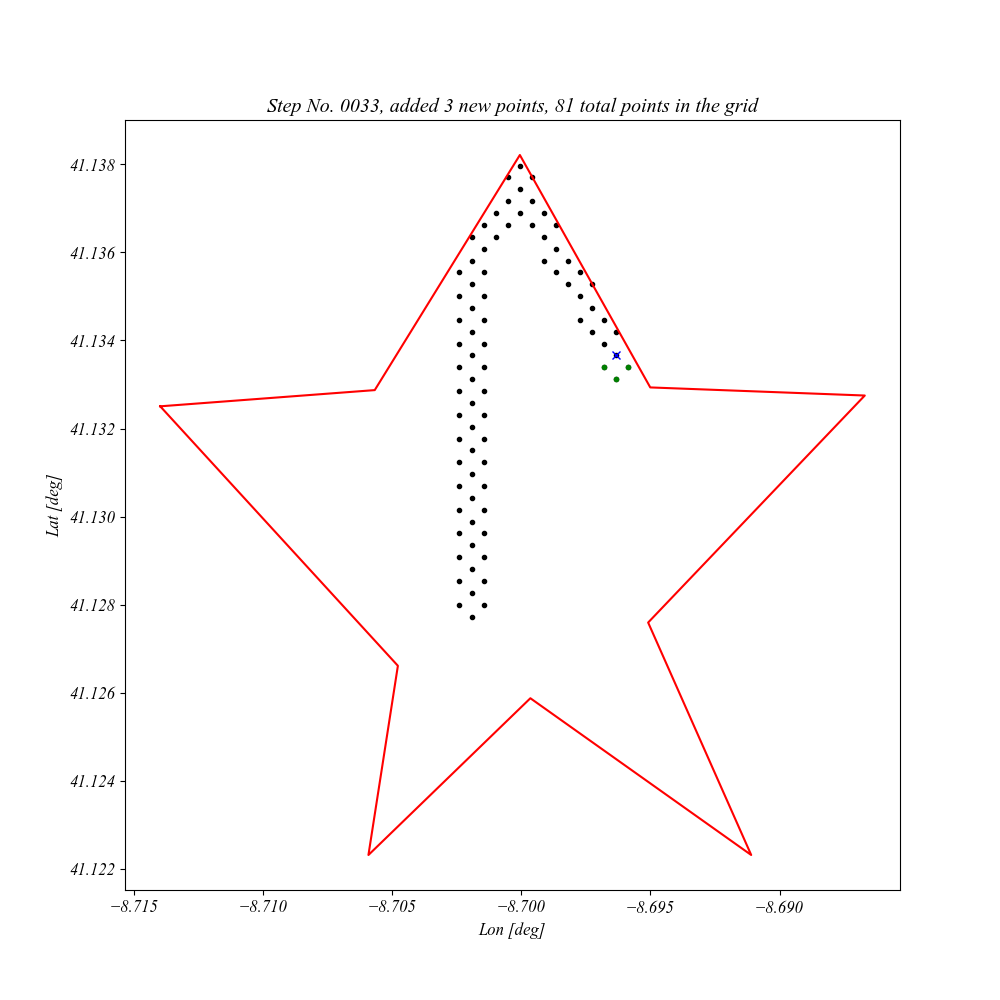 Step No. 0033, added 3 new points, 81 total points in the grid
41.138
41.136
41.134
41.132
41.130
41.128
41.126
41.124
41.122
Lat [deg]
−8.715 −8.710 −8.705 −8.700 −8.695 −8.690
Lon [deg]